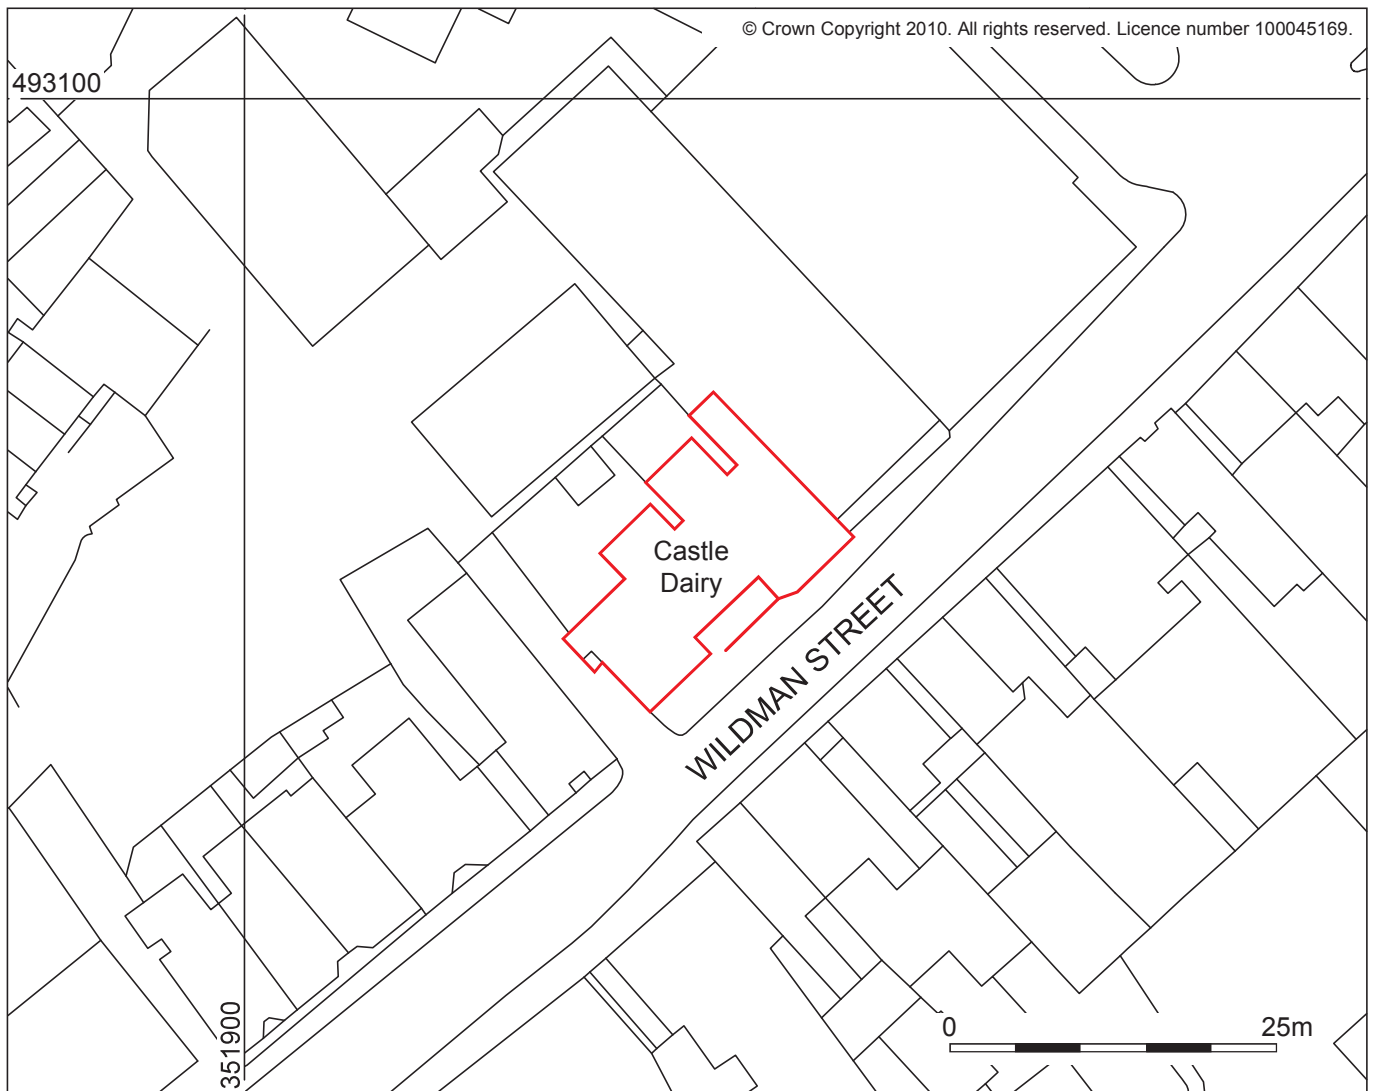 © Crown Copyright 2010. All rights reserved. Licence number 100045169.
493100
Castle
Dairy
WILDMAN STREET
351900
0 25m